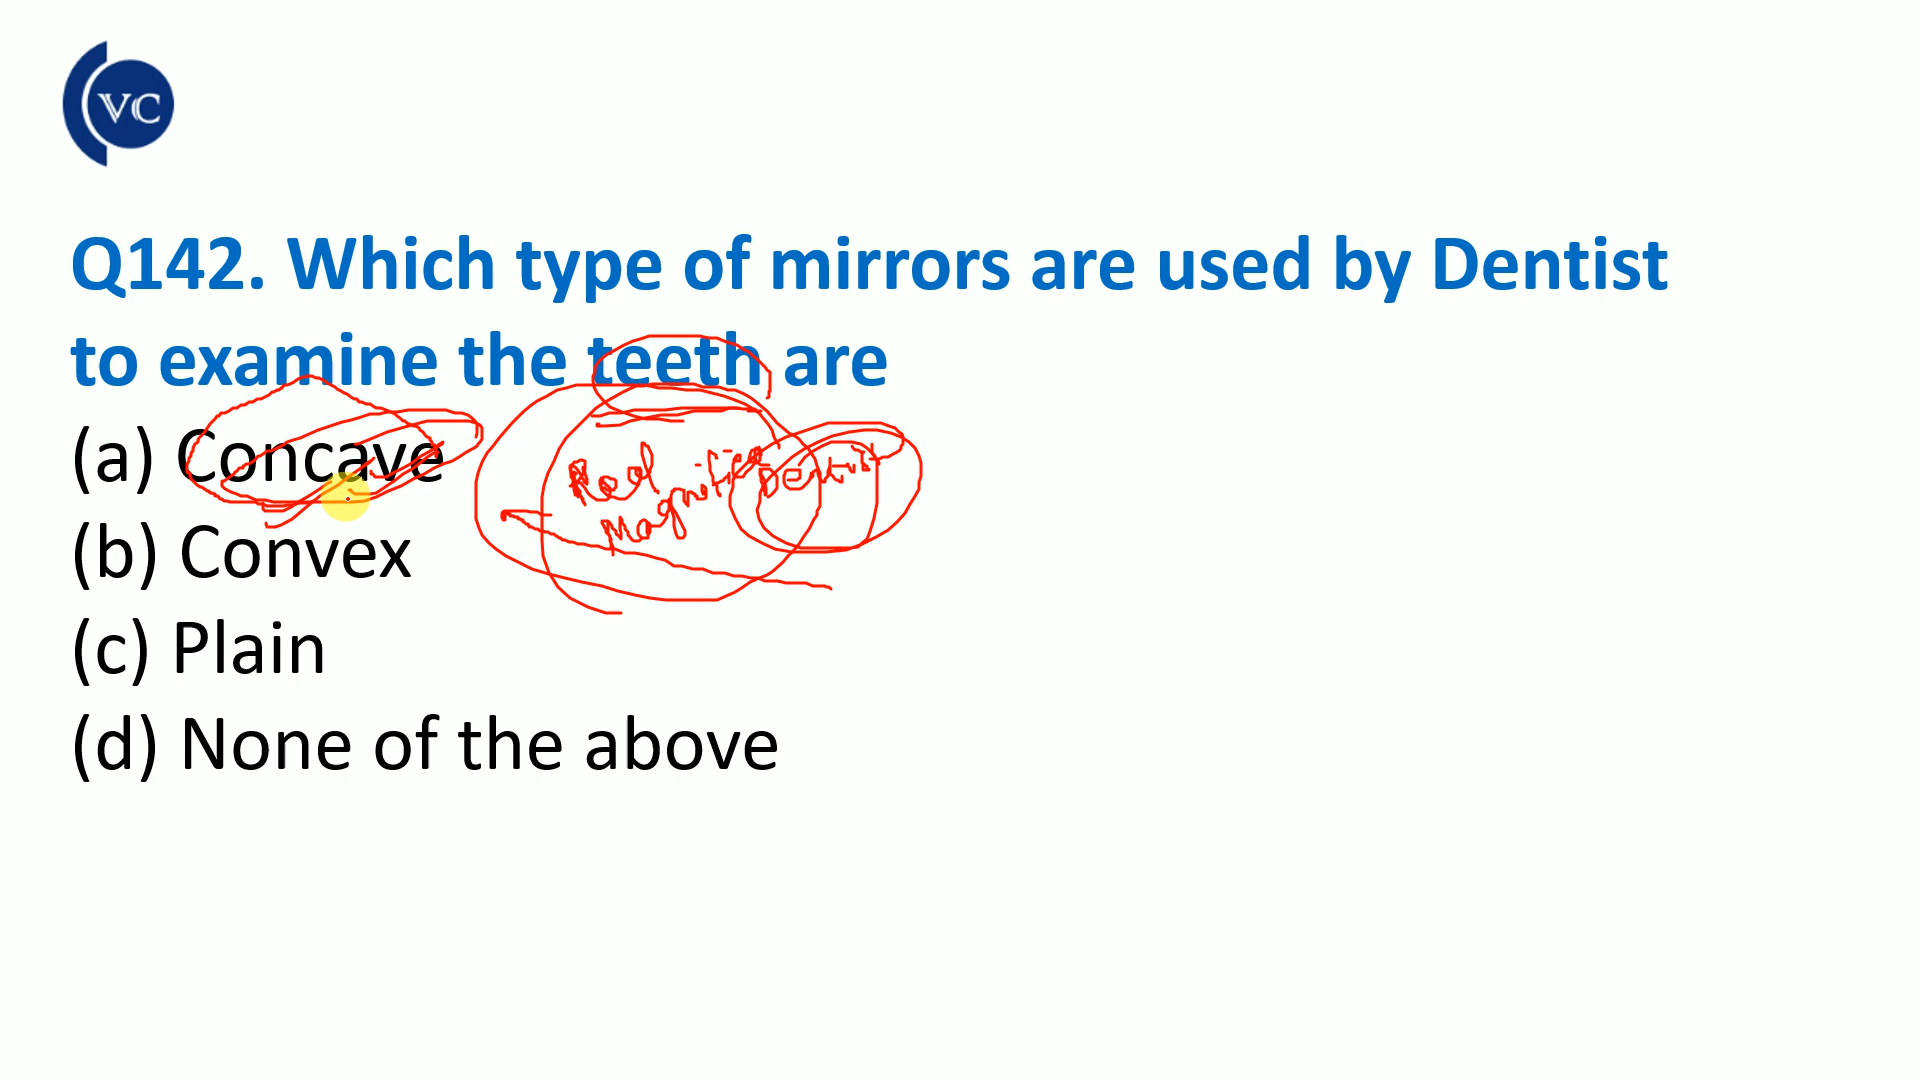 VC
Q142. Which type of mirrors are used by Dentist
to examine the teeth are
(a) Concave
Real
Dentist
(b) Convex
(c) Plain
(d) None of the above